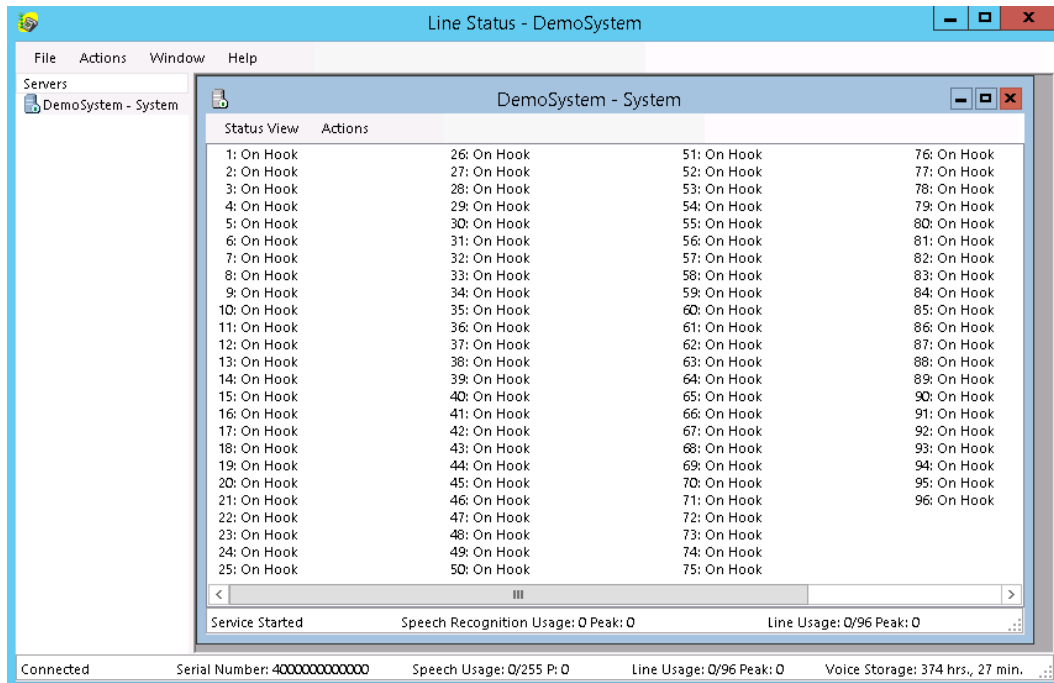 Line Status - DemoSystem
File Actions Window Help
Servers
DemoSystem - System
DemoSystem - System
Status View Actions
1: On Hook 26: On Hook 51: On Hook 76: On Hook
2: On Hook 27: On Hook 52: On Hook 77: On Hook
3: On Hook 28: On Hook 53: On Hook 78: On Hook
4: On Hook 29: On Hook 54: On Hook 79: On Hook
5: On Hook 30: On Hook 55: On Hook 80: On Hook
6: On Hook 31: On Hook 56: On Hook 81: On Hook
7: On Hook 32: On Hook 57: On Hook 82: On Hook
8: On Hook 33: On Hook 58: On Hook 83: On Hook
9: On Hook 34: On Hook 59: On Hook 84: On Hook
10: On Hook 35: On Hook 60: On Hook 85: On Hook
11: On Hook 36: On Hook 61: On Hook 86: On Hook
12: On Hook 37: On Hook 62: On Hook 87: On Hook
13: On Hook 38: On Hook 63: On Hook 88: On Hook
14: On Hook 39: On Hook 64: On Hook 89: On Hook
15: On Hook 40: On Hook 65: On Hook 90: On Hook
16: On Hook 41: On Hook 66: On Hook 91: On Hook
17: On Hook 42: On Hook 67: On Hook 92: On Hook
18: On Hook 43: On Hook 68: On Hook 93: On Hook
19: On Hook 44: On Hook 69: On Hook 94: On Hook
20: On Hook 45: On Hook 70: On Hook 95: On Hook
21: On Hook 46: On Hook 71: On Hook 96: On Hook
22: On Hook 47: On Hook 72: On Hook
23: On Hook 48: On Hook 73: On Hook
24: On Hook 49: On Hook 74: On Hook
25: On Hook 50: On Hook 75: On Hook
Service Started Speech Recognition Usage: 0 Peak: 0 Line Usage: 0/96 Peak: 0
Connected Serial Number: 4000000000000 Speech Usage: 0/255 P: 0 Line Usage: 0/96 Peak: 0 Voice Storage: 374 hrs., 27 min.